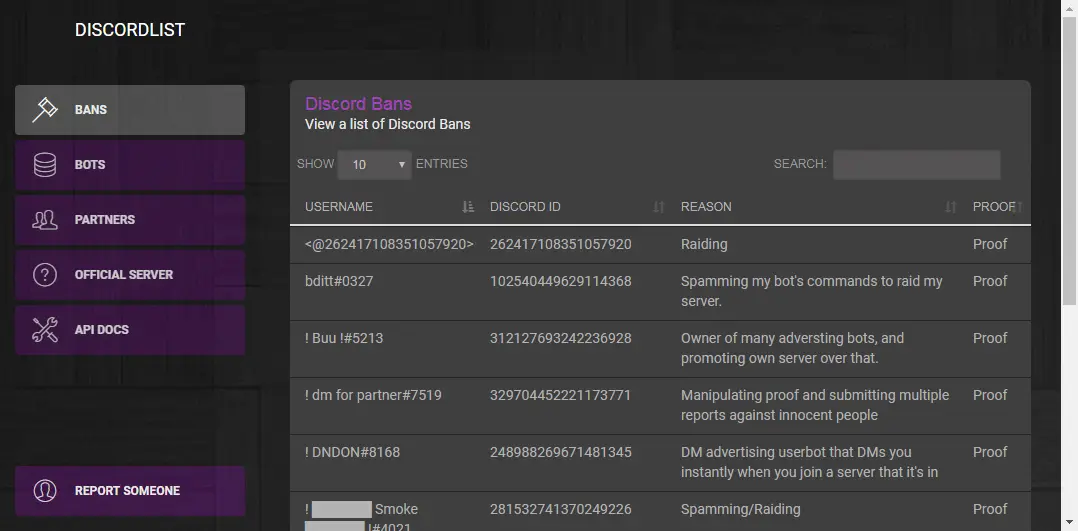 DISCORDLIST
BANS
BOTS
PARTNERS
OFFICIAL SERVER
API DOCS
REPORT SOMEONE
Discord Bans
View a list of Discord Bans
SHOW 10 ENTRIES SEARCH:
USERNAME DISCORD ID REASON PROOF
<@262417108351057920> 262417108351057920 Raiding Proof
bditt#0327 102540449629114368 Spamming my bot's commands to raid my Proof
server.
! Buu !#5213 312127693242236928 Owner of many adversting bots, and Proof
promoting own server over that.
! dm for partner#7519 329704452221173771 Manipulating proof and submitting multiple Proof
reports against innocent people
! DNDON#8168 248988269671481345 DM advertising userbot that DMs you Proof
instantly when you join a server that it's in
! Smoke 281532741370249226 Spamming/Raiding Proof
!#4021